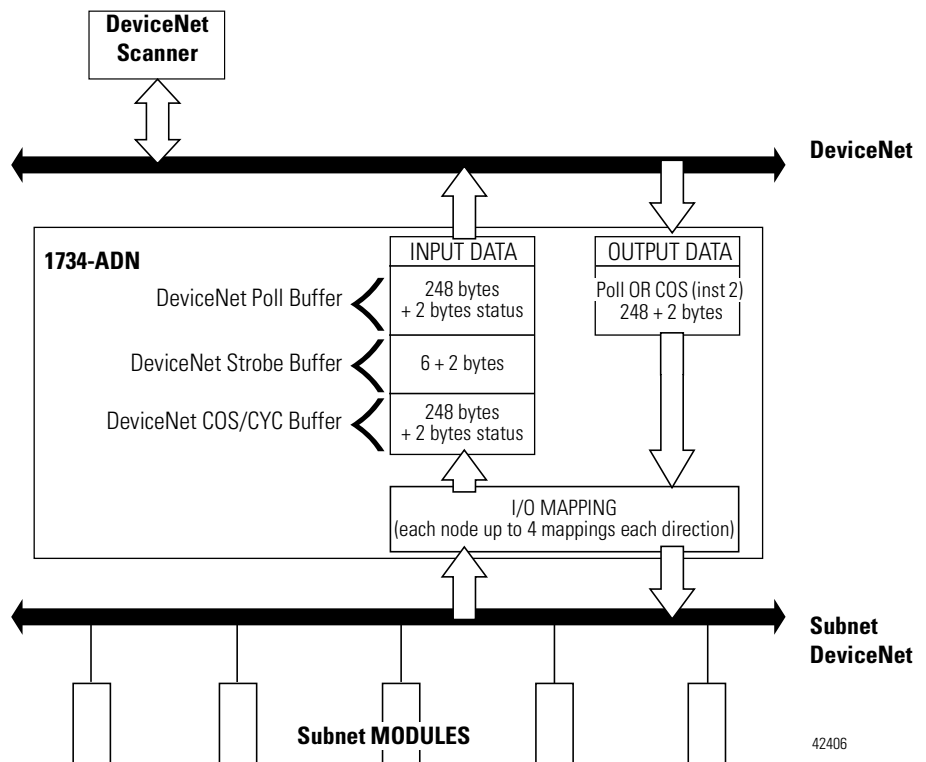 DeviceNet
Scanner
DeviceNet
1734-ADN
INPUT DATA
OUTPUT DATA
DeviceNet Poll Buffer
248 bytes
+ 2 bytes status
Poll OR COS (inst 2)
248 + 2 bytes
DeviceNet Strobe Buffer
6 + 2 bytes
DeviceNet COS/CYC Buffer
248 bytes
+ 2 bytes status
I/O MAPPING
(each node up to 4 mappings each direction)
Subnet
DeviceNet
Subnet MODULES
42406